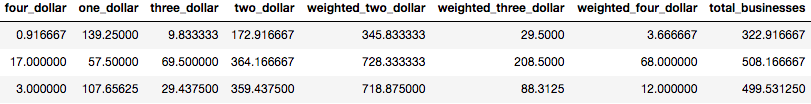 four_dollar one_dollar three_dollar two_dollar weighted_two_dollar weighted_three_dollar weighted_four_dollar total_businesses
0.916667 139.25000 9.833333 172.916667 345.833333 29.5000 3.666667 322.916667
17.000000 57.50000 69.500000 364.166667 728.333333 208.5000 68.000000 508.166667
3.000000 107.65625 29.437500 359.437500 718.875000 88.3125 12.000000 499.531250